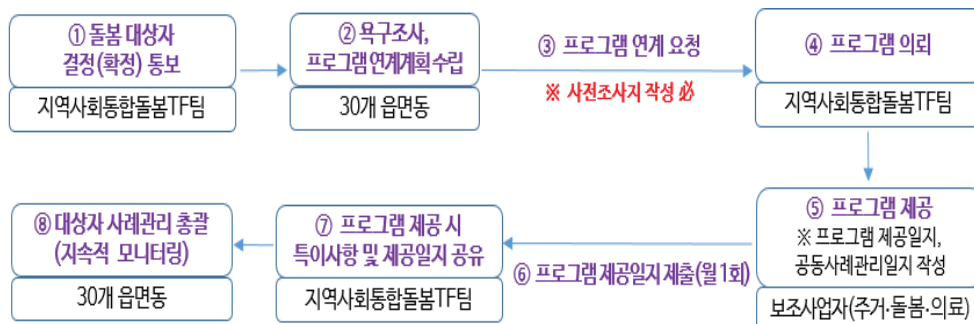 ① 돌봄 대상자
결정(확정) 통보
지역사회통합돌봄TF팀
② 욕구조사,
프로그램 연계계획 수립
30개 읍면동
③ 프로그램 연계 요청
※ 사전조사지 작성 必
④ 프로그램 의뢰
지역사회통합돌봄TF팀
⑤ 프로그램 제공
※ 프로그램 제공일지,
공동사례관리일지 작성
보조사업자(주거·돌봄·의료)
⑥ 프로그램 제공일지 제출(월 1회)
⑦ 프로그램 제공 시
특이사항 및 제공일지 공유
지역사회통합돌봄TF팀
⑧ 대상자 사례관리 총괄
(지속적 모니터링)
30개 읍면동